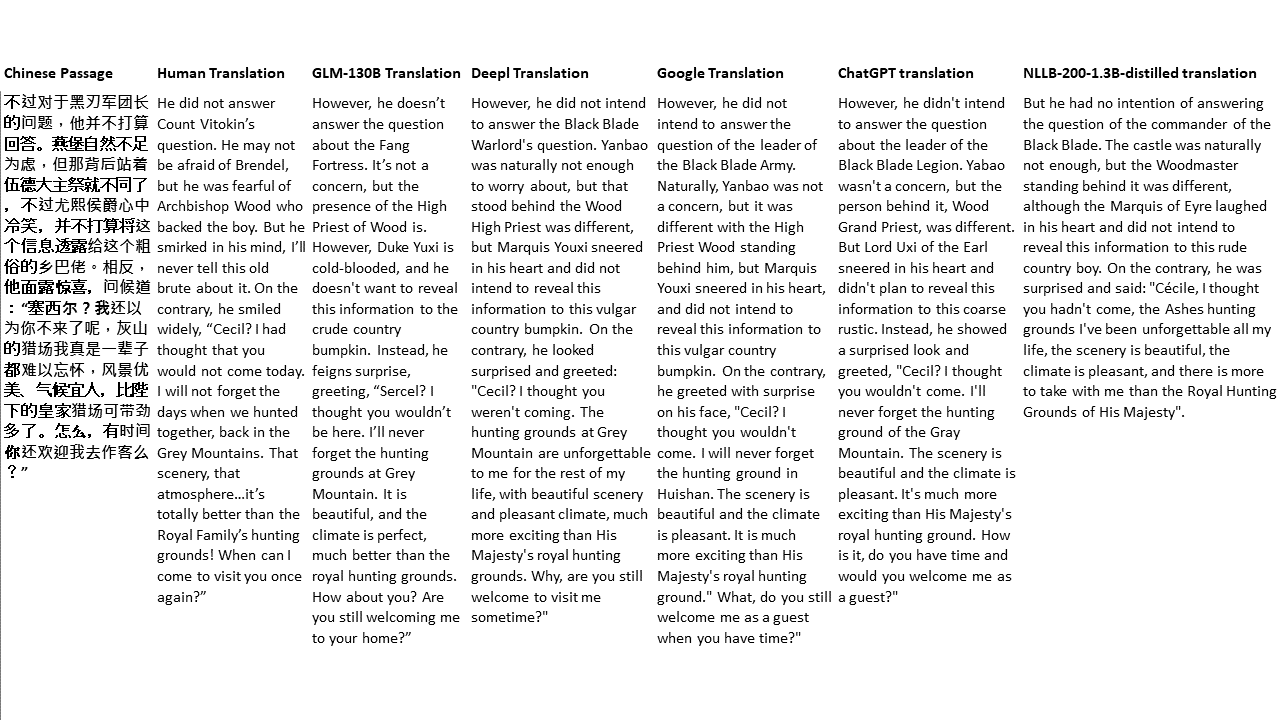 Chinese Passage
不过对于黑刃军团长
的问题，他并不打算
回答。燕堡自然不足
为虑，但那背后站着
伍德大主祭就不同了
，不过尤熙侯爵心中
冷笑，并不打算将这
个信息透露给这个粗
俗的乡巴佬。相反，
他面露惊喜，问候道
：“塞西尔？我还以
为你不来了呢，灰山
的猎场我真是一辈子
都难以忘怀，风景优
美、气候宜人，比陛
下的皇家猎场可带劲
多了。怎么，有时间
你还欢迎我去作客么
？”
Human Translation
He did not answer
Count Vitokin’s
question. He may not
be afraid of Brendel,
but he was fearful of
Archbishop Wood who
backed the boy. But he
smirked in his mind, I’ll
never tell this old
brute about it. On the
contrary, he smiled
widely, “Cecil? I had
thought that you
would not come today.
I will not forget the
days when we hunted
together, back in the
Grey Mountains. That
scenery, that
atmosphere…it’s
totally better than the
Royal Family’s hunting
grounds! When can I
come to visit you once
again?”
GLM-130B Translation
However, he doesn’t
answer the question
about the Fang
Fortress. It’s not a
concern, but the
presence of the High
Priest of Wood is.
However, Duke Yuxi is
cold-blooded, and he
doesn't want to reveal
this information to the
crude country
bumpkin. Instead, he
feigns surprise,
greeting, “Sercel? I
thought you wouldn’t
be here. I’ll never
forget the hunting
grounds at Grey
Mountain. It is
beautiful, and the
climate is perfect,
much better than the
royal hunting grounds.
How about you? Are
you still welcoming me
to your home?”
Deepl Translation
However, he did not intend
to answer the Black Blade
Warlord's question. Yanbao
was naturally not enough
to worry about, but that
stood behind the Wood
High Priest was different,
but Marquis Youxi sneered
in his heart and did not
intend to reveal this
information to this vulgar
country bumpkin. On the
contrary, he looked
surprised and greeted:
"Cecil? I thought you
weren't coming. The
hunting grounds at Grey
Mountain are unforgettable
to me for the rest of my
life, with beautiful scenery
and pleasant climate, much
more exciting than His
Majesty's royal hunting
grounds. Why, are you still
welcome to visit me
sometime?"
Google Translation
However, he did not
intend to answer the
question of the leader of
the Black Blade Army.
Naturally, Yanbao was not
a concern, but it was
different with the High
Priest Wood standing
behind him, but Marquis
Youxi sneered in his heart,
and did not intend to
reveal this information to
this vulgar country
bumpkin. On the contrary,
he greeted with surprise
on his face, "Cecil? I
thought you wouldn't
come. I will never forget
the hunting ground in
Huishan. The scenery is
beautiful and the climate
is pleasant. It is much
more exciting than His
Majesty's royal hunting
ground." What, do you still
welcome me as a guest
when you have time?"
ChatGPT translation
However, he didn't intend
to answer the question
about the leader of the
Black Blade Legion. Yabao
wasn't a concern, but the
person behind it, Wood
Grand Priest, was different.
But Lord Uxi of the Earl
sneered in his heart and
didn't plan to reveal this
information to this coarse
rustic. Instead, he showed
a surprised look and
greeted, "Cecil? I thought
you wouldn't come. I'll
never forget the hunting
ground of the Gray
Mountain. The scenery is
beautiful and the climate is
pleasant. It's much more
exciting than His Majesty's
royal hunting ground. How
is it, do you have time and
would you welcome me as
a guest?"
NLLB-200-1.3B-distilled translation
But he had no intention of answering
the question of the commander of the
Black Blade. The castle was naturally
not enough, but the Woodmaster
standing behind it was different,
although the Marquis of Eyre laughed
in his heart and did not intend to
reveal this information to this rude
country boy. On the contrary, he was
surprised and said: "Cécile, I thought
you hadn't come, the Ashes hunting
grounds I've been unforgettable all my
life, the scenery is beautiful, the
climate is pleasant, and there is more
to take with me than the Royal Hunting
Grounds of His Majesty".